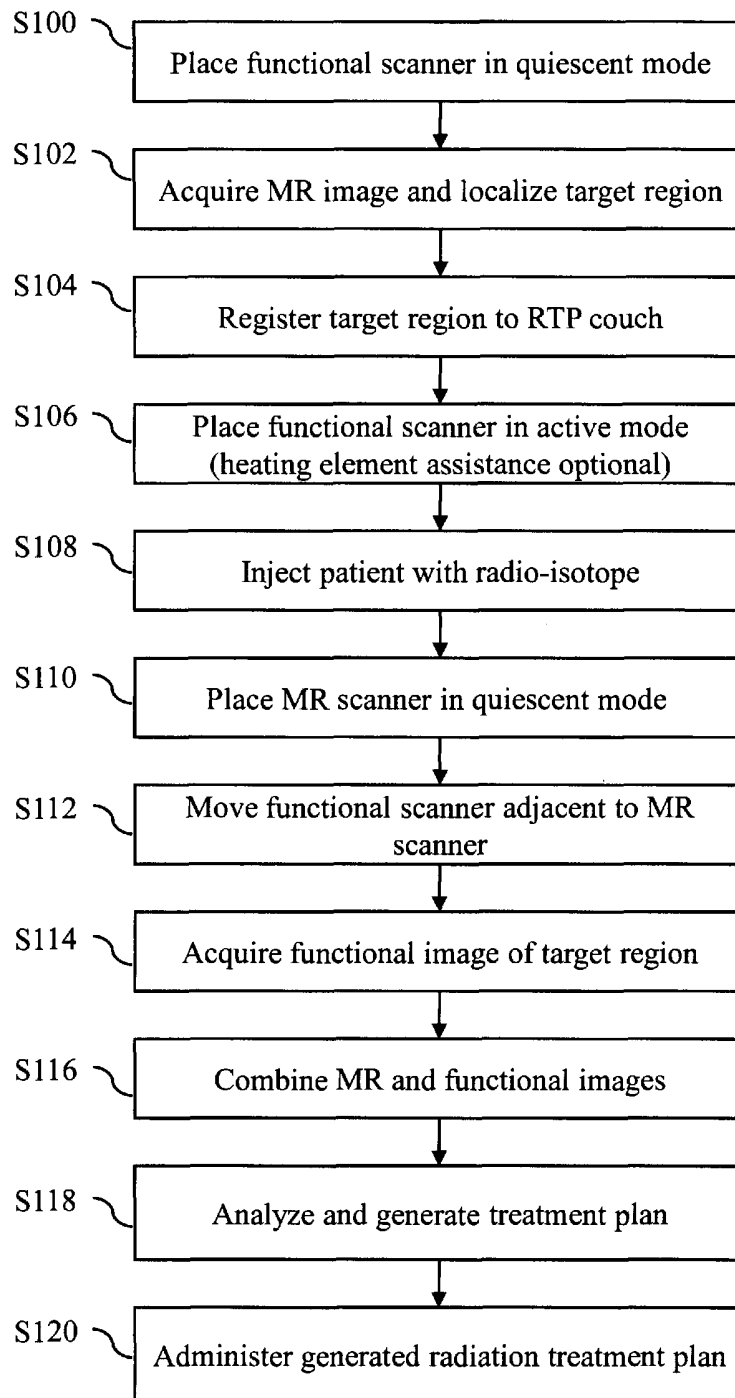 S100
Place functional scanner in quiescent mode
S102
Acquire MR image and localize target region
S104
Register target region to RTP couch
S106
Place functional scanner in active mode
(heating element assistance optional)
S108
Inject patient with radio-isotope
S110
Place MR scanner in quiescent mode
S112
Move functional scanner adjacent to MR
scanner
S114
Acquire functional image of target region
S116
Combine MR and functional images
S118
Analyze and generate treatment plan
S120
Administer generated radiation treatment plan